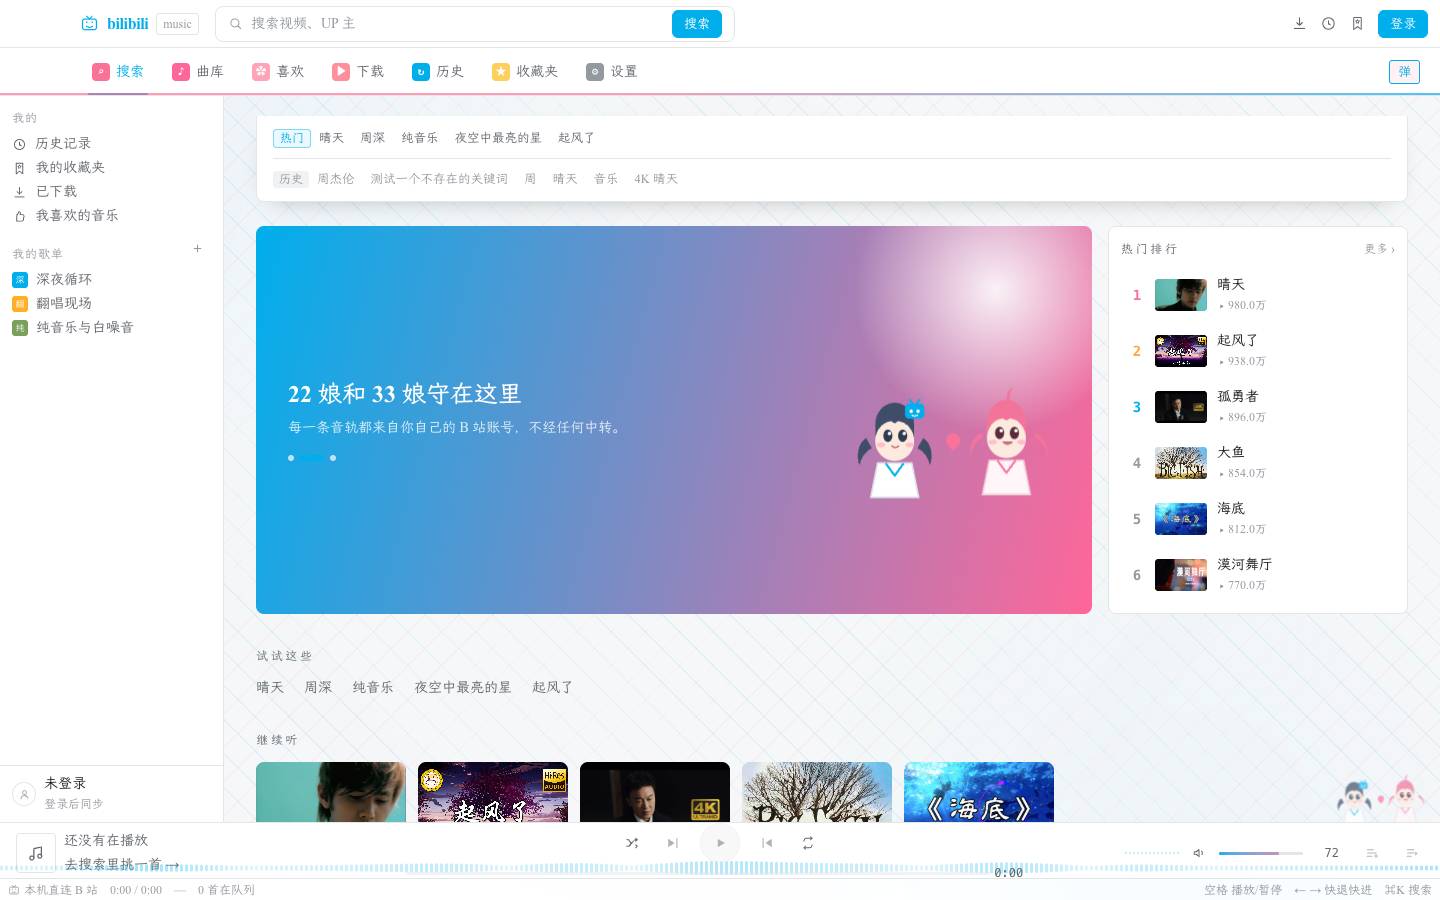 bilibili music 搜索视频、UP 主 搜索 登录
搜索 曲库 喜欢 下载 历史 收藏夹 设置 弹
我的
历史记录
我的收藏夹
已下载
我喜欢的音乐
我的歌单 +
深 深夜循环
翻 翻唱现场
纯 纯音乐与白噪音
未登录
登录后同步
热门 晴天 周深 纯音乐 夜空中最亮的星 起风了
历史 周杰伦 测试一个不存在的关键词 周 晴天 音乐 4K 晴天
22 娘和 33 娘守在这里
每一条音轨都来自你自己的 B 站账号，不经任何中转。
热门排行 更多 ›
1 晴天
980.0万
2 起风了
938.0万
3 孤勇者
896.0万
4 大鱼
854.0万
5 海底
812.0万
6 漠河舞厅
770.0万
试试这些
晴天 周深 纯音乐 夜空中最亮的星 起风了
继续听
起风了 Hi-Res AUDIO
4K
《海底》
还没有在播放
去搜索里挑一首 →
0:00
72
本机直连 B 站 0:00 / 0:00 — 0 首在队列
空格 播放/暂停 ← → 快退快进 ⌘K 搜索